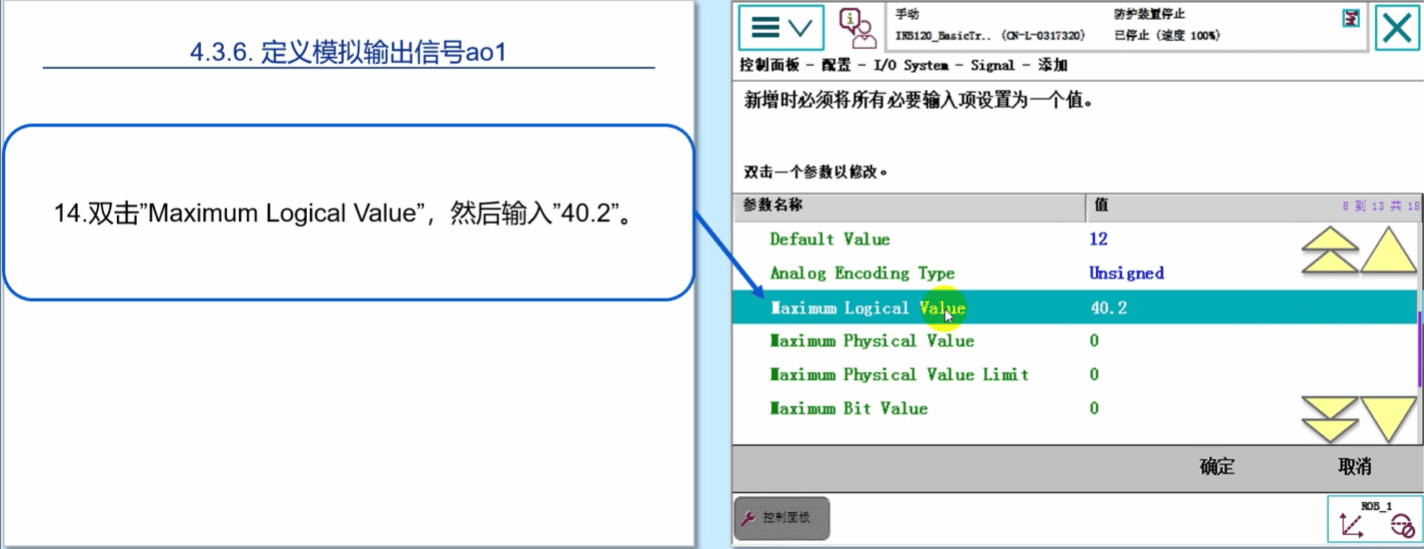 4.3.6. 定义模拟输出信号ao1
14.双击”Maximum Logical Value”，然后输入”40.2”。
手动
防护装置停止
IRB120_BasicTr.. (CN-L-0317320)
已停止 (速度 100%)
控制面板 - 配置 - I/O System - Signal - 添加
新增时必须将所有必要输入项设置为一个值。
双击一个参数以修改。
参数名称 值 8 到 13 共 18
Default Value 12
Analog Encoding Type Unsigned
Maximum Logical Value 40.2
Maximum Physical Value 0
Maximum Physical Value Limit 0
Maximum Bit Value 0
确定 取消
控制面板
ROB_1